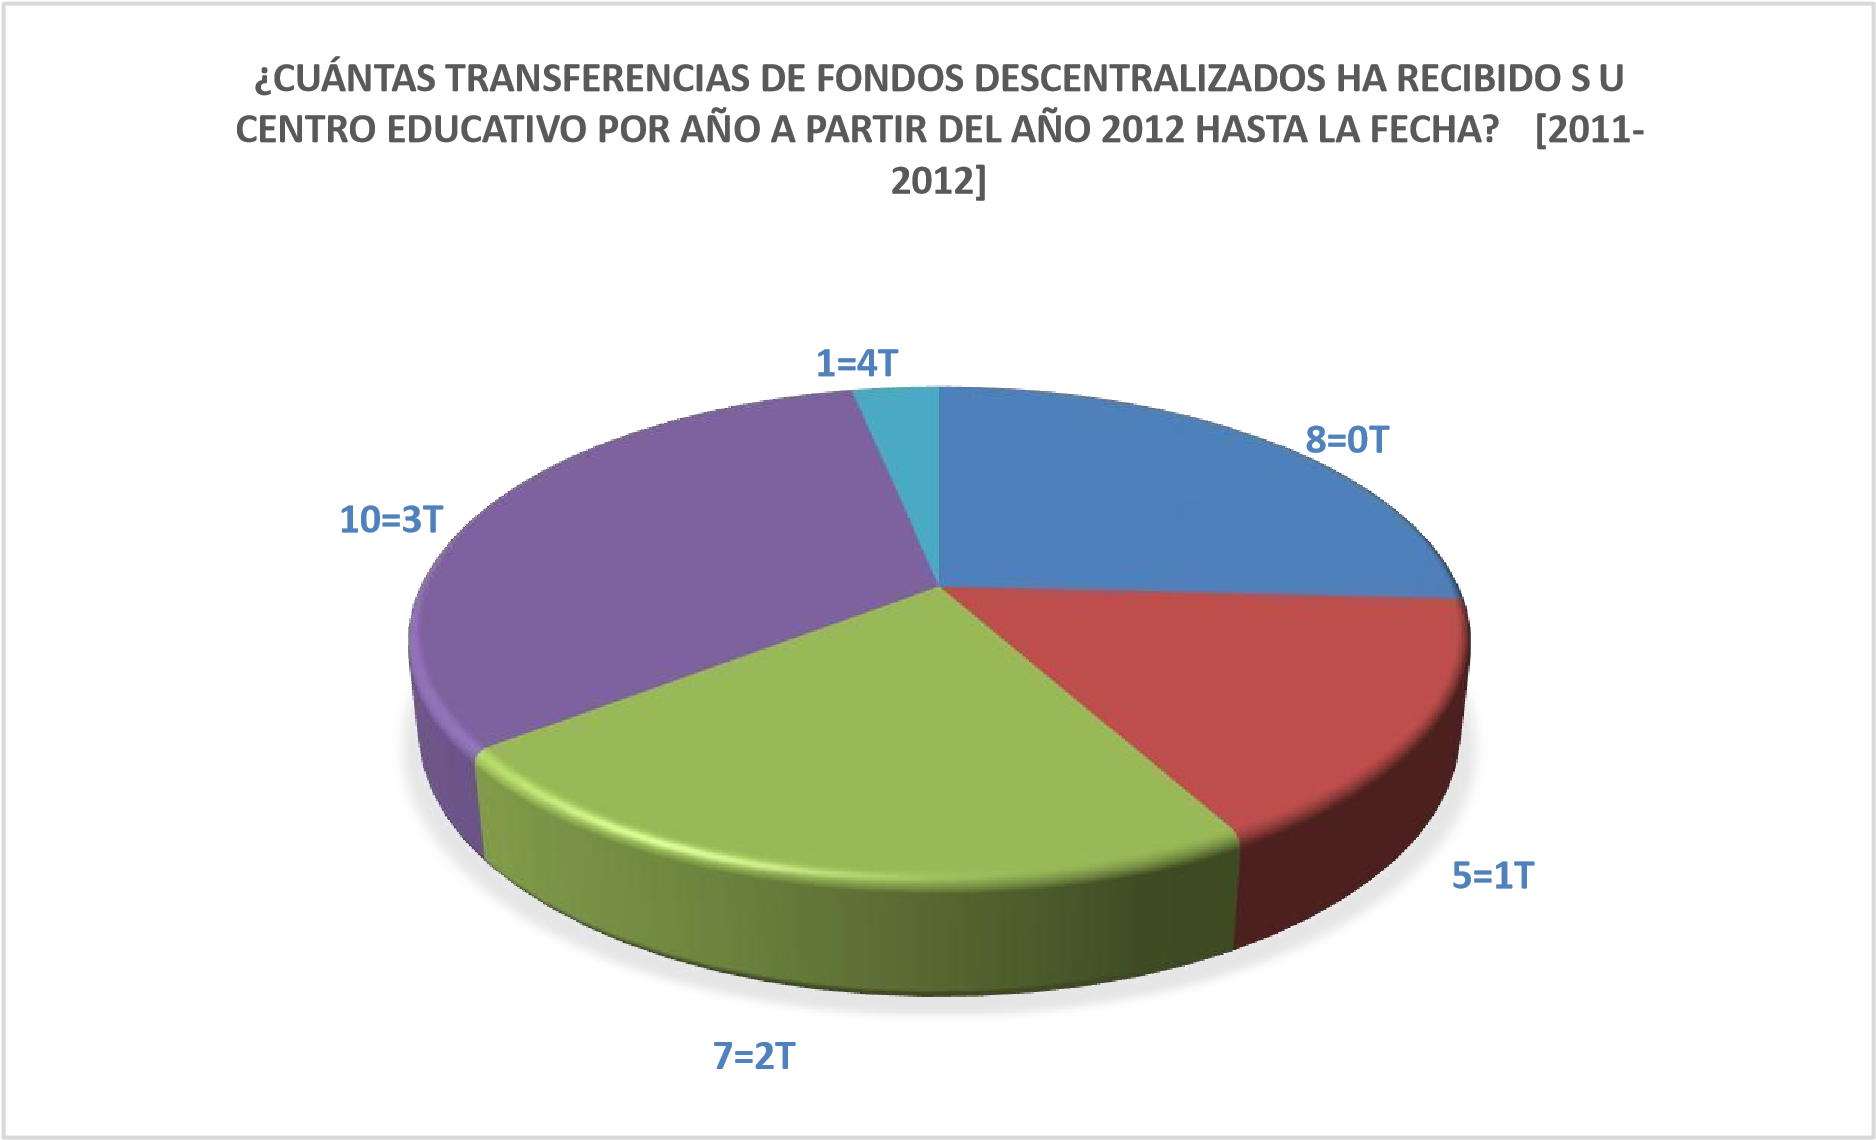 ¿CUÁNTAS TRANSFERENCIAS DE FONDOS DESCENTRALIZADOS HA RECIBIDO S U
CENTRO EDUCATIVO POR AÑO A PARTIR DEL AÑO 2012 HASTA LA FECHA? [2011-
2012]
1=4T
8=0T
10=3T
5=1T
7=2T